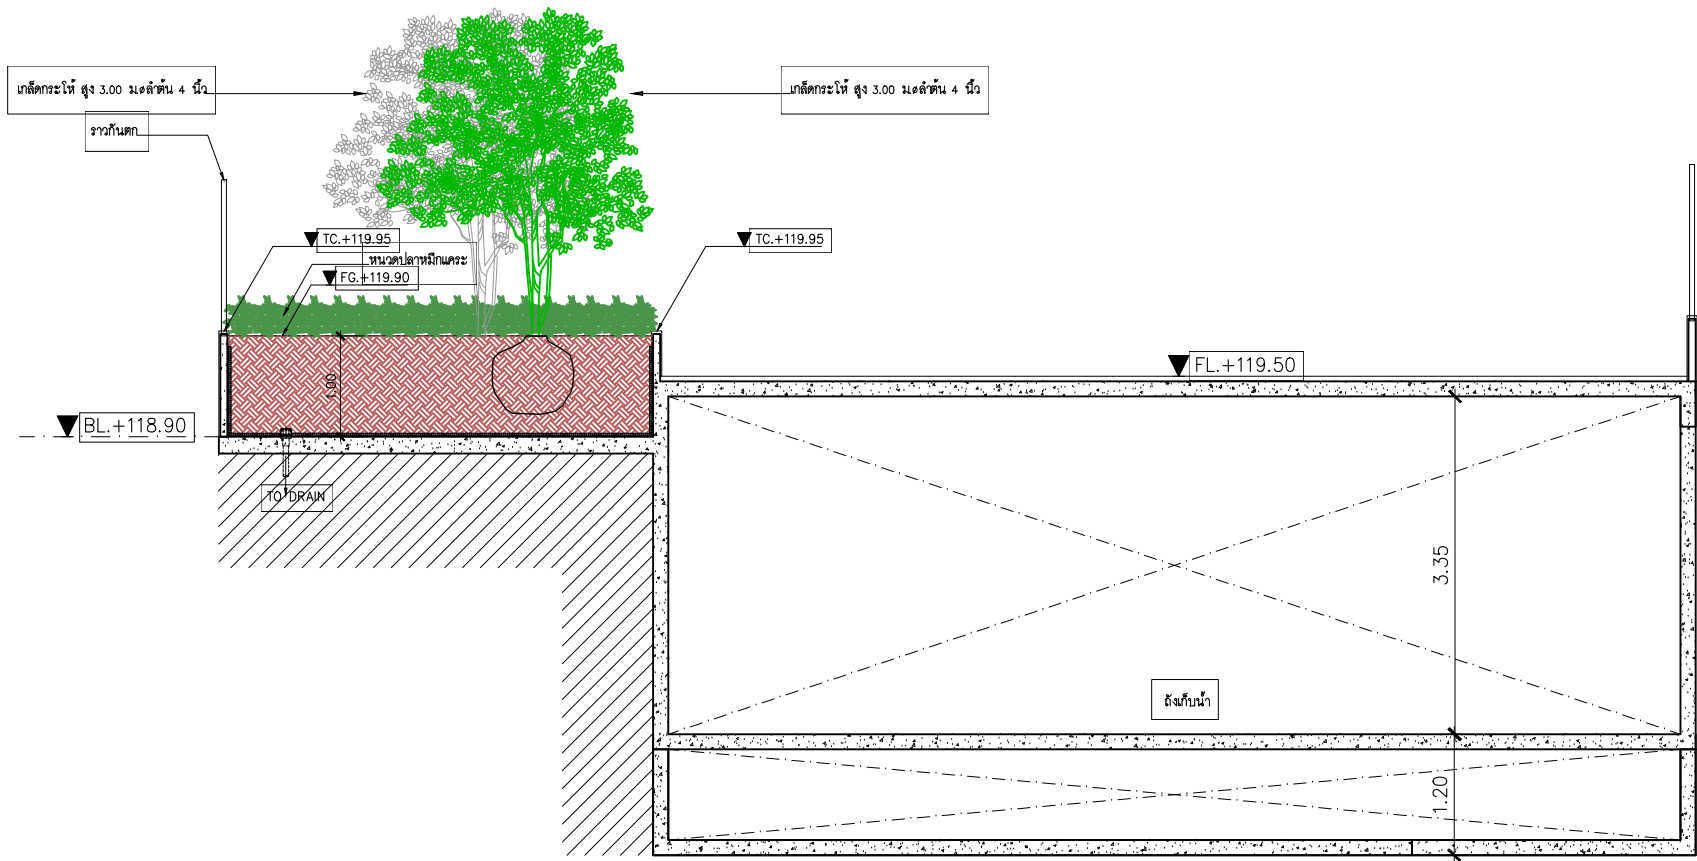 เกล็ดกระโห้ สูง 3.00 ม.øลำต้น 4 นิ้ว
เกล็ดกระโห้ สูง 3.00 ม.øลำต้น 4 นิ้ว
ราวกันตก
TC.+119.95
TC.+119.95
หนวดปลาหมึกแคระ
FG.+119.90
FL.+119.50
1.00
BL.+118.90
TO DRAIN
3.35
ถังเก็บน้ำ
1.20